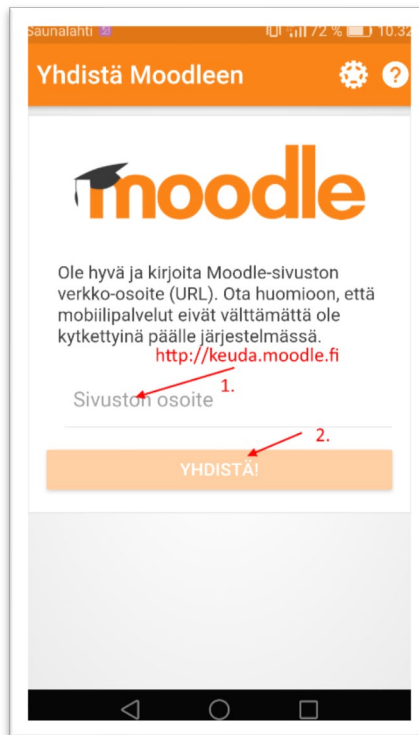 Saunalahti 72 % 10.32
Yhdistä Moodleen
moodle
Ole hyvä ja kirjoita Moodle-sivuston
verkko-osoite (URL). Ota huomioon, että
mobiilipalvelut eivät välttämättä ole
kytkettyinä päälle järjestelmässä.
http://keuda.moodle.fi
1.
Sivuston osoite
2.
YHDISTÄ!